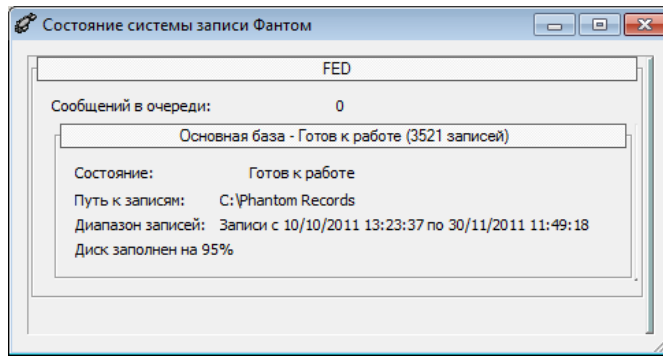 Состояние системы записи Фантом
FED
Сообщений в очереди: 0
Основная база - Готов к работе (3521 записей)
Состояние: Готов к работе
Путь к записям: C:\Phantom Records
Диапазон записей: Записи с 10/10/2011 13:23:37 по 30/11/2011 11:49:18
Диск заполнен на 95%